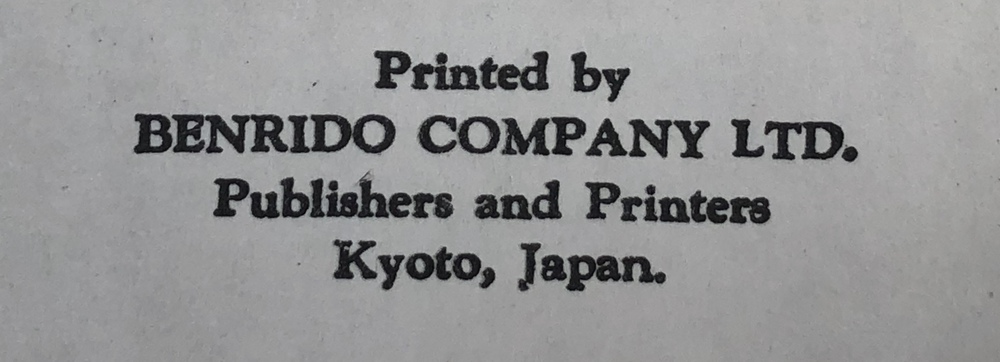 Printed by
BENRIDO COMPANY LTD.
Publishers and Printers
Kyoto, Japan.